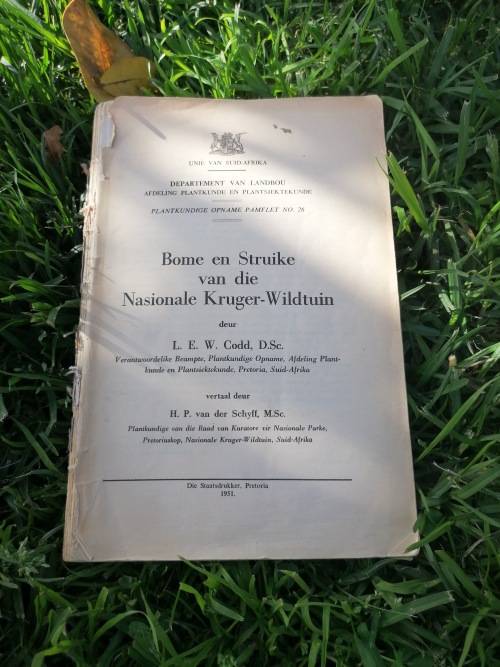 UNIE VAN SUID-AFRIKA
DEPARTEMENT VAN LANDBOU
AFDELING PLANTKUNDE EN PLANTSIEKTEKUNDE
PLANTKUNDIGE OPNAME PAMFLET NO. 26
Bome en Struike
van die
Nasionale Kruger-Wildtuin
deur
L. E. W. Codd, D.Sc.
Verantwoordelike Beampte, Plantkundige Opname, Afdeling Plant-
kunde en Plantsiektekunde, Pretoria, Suid-Afrika
vertaal deur
H. P. van der Schyff, M.Sc.
Plantkundige van die Raad van Kuratore vir Nasionale Parke,
Pretoriuskop, Nasionale Kruger-Wildtuin, Suid-Afrika
Die Staatsdrukker, Pretoria
1951.